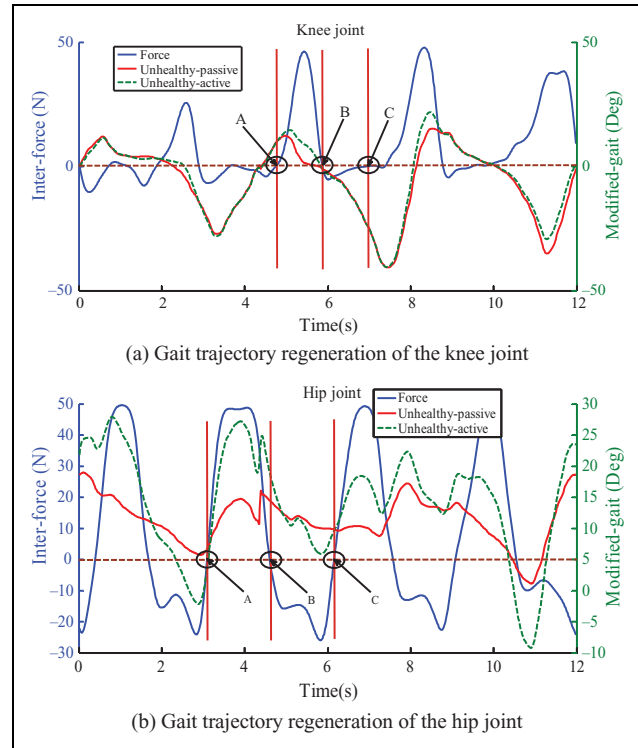 Knee joint
50
50
Force
Unhealthy-passive
Unhealthy-active
A
B
C
Inter-force (N)
0
0
Modified-gait (Deg)
−50
−50
0
2
4
6
8
10
12
Time(s)
(a) Gait trajectory regeneration of the knee joint
Hip joint
50
40
30
20
10
0
−10
−20
−30
30
25
20
15
10
5
0
−5
−10
Force
Unhealthy-passive
Unhealthy-active
Inter-force (N)
Modified-gait (Deg)
A
B
C
0
2
4
6
8
10
12
Time(s)
(b) Gait trajectory regeneration of the hip joint